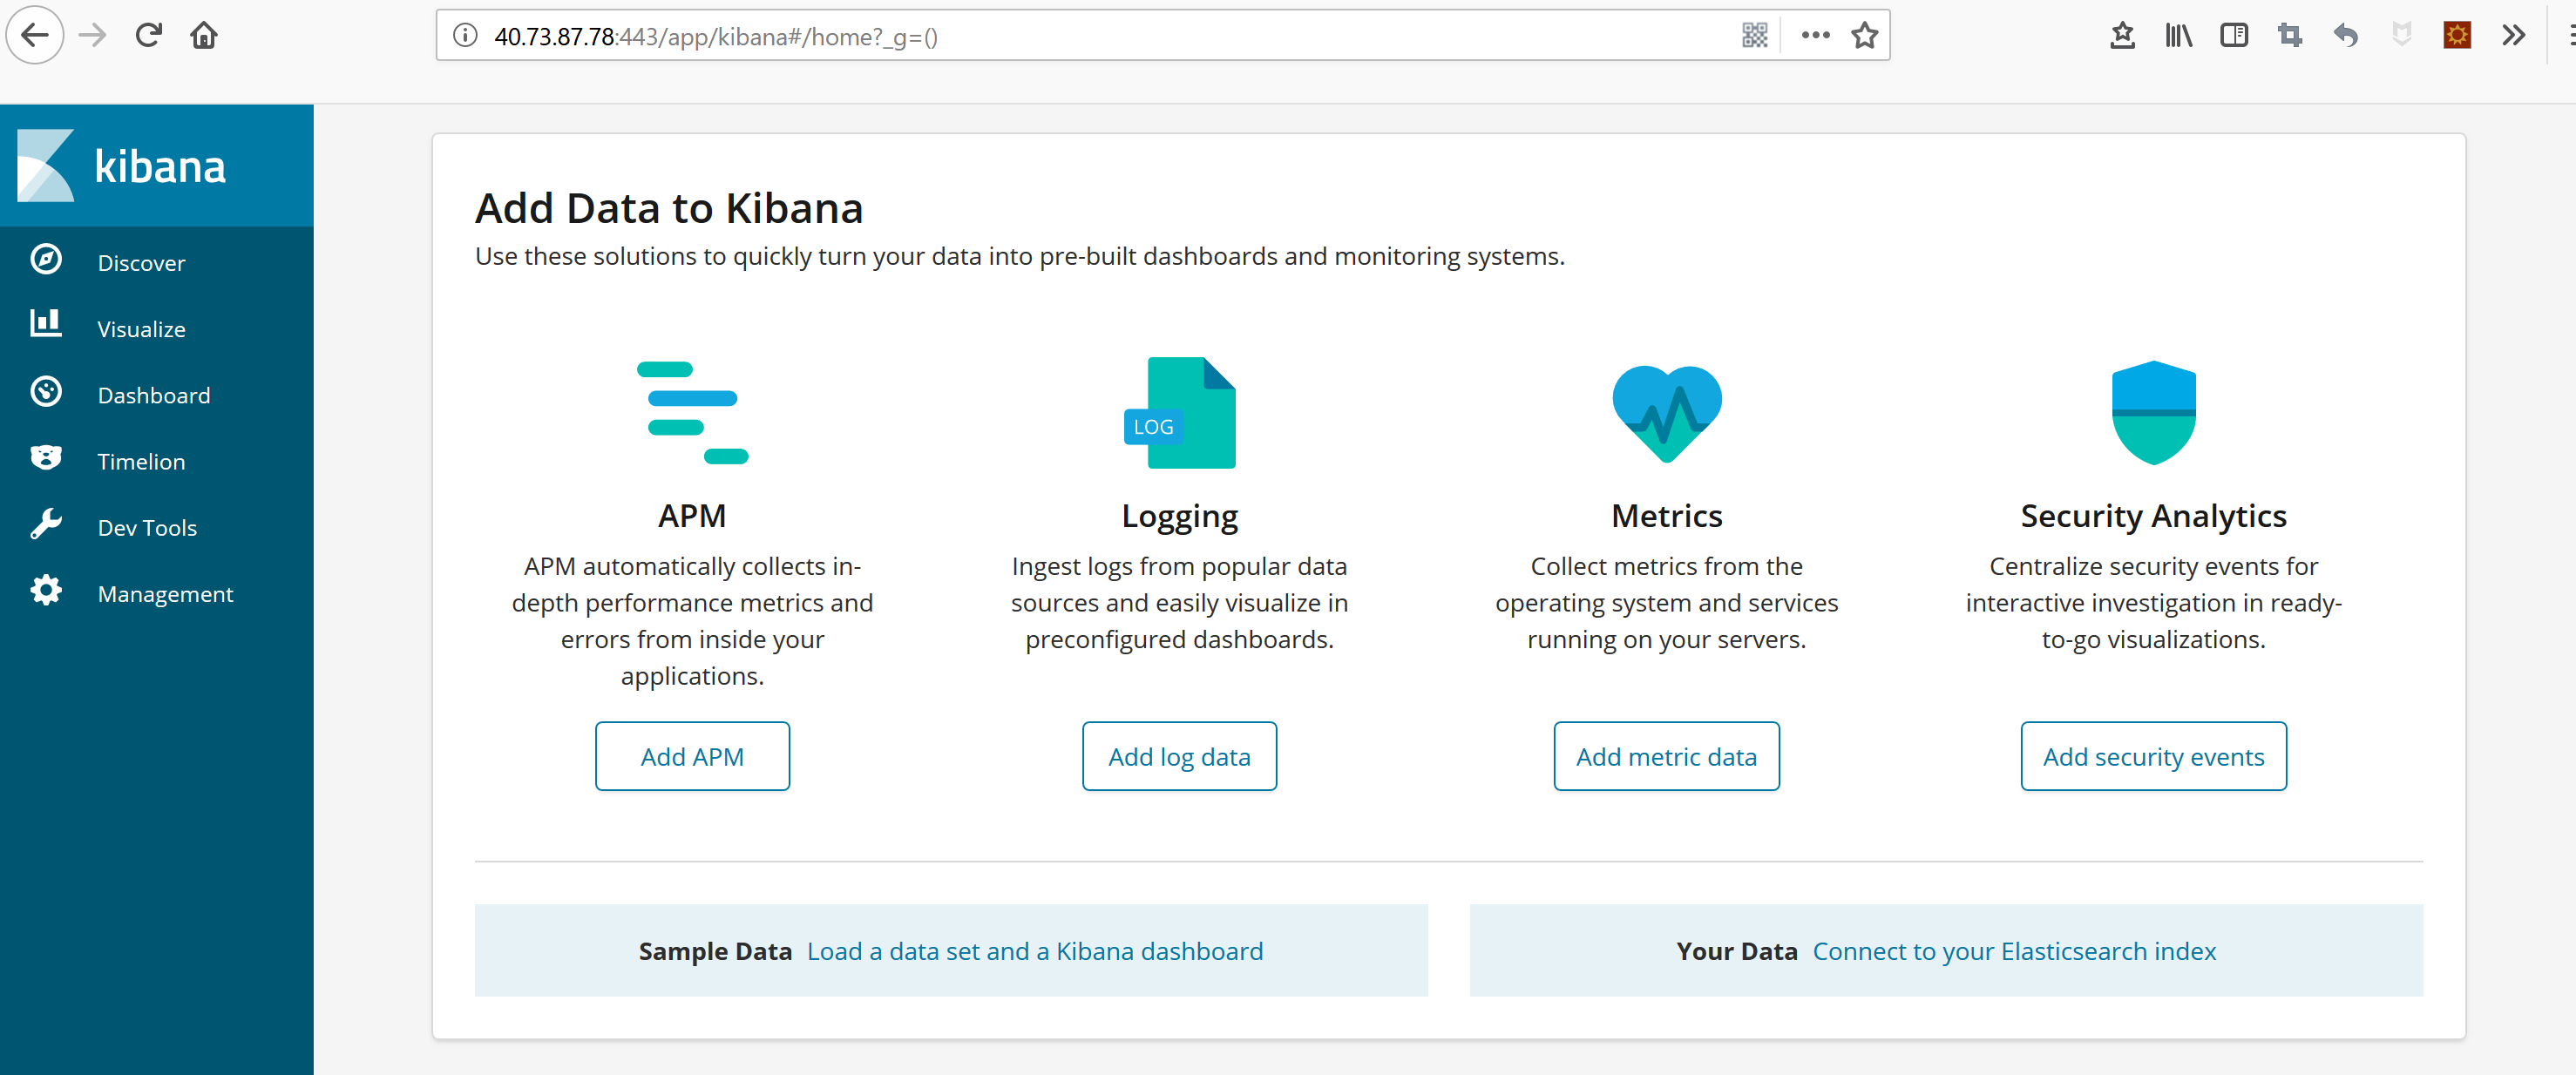 40.73.87.78:443/app/kibana#/home?_g=()
kibana
Discover
Visualize
Dashboard
Timelion
Dev Tools
Management
Add Data to Kibana
Use these solutions to quickly turn your data into pre-built dashboards and monitoring systems.
APM
APM automatically collects in-
depth performance metrics and
errors from inside your
applications.
Add APM
LOG
Logging
Ingest logs from popular data
sources and easily visualize in
preconfigured dashboards.
Add log data
Metrics
Collect metrics from the
operating system and services
running on your servers.
Add metric data
Security Analytics
Centralize security events for
interactive investigation in ready-
to-go visualizations.
Add security events
Sample Data Load a data set and a Kibana dashboard
Your Data Connect to your Elasticsearch index